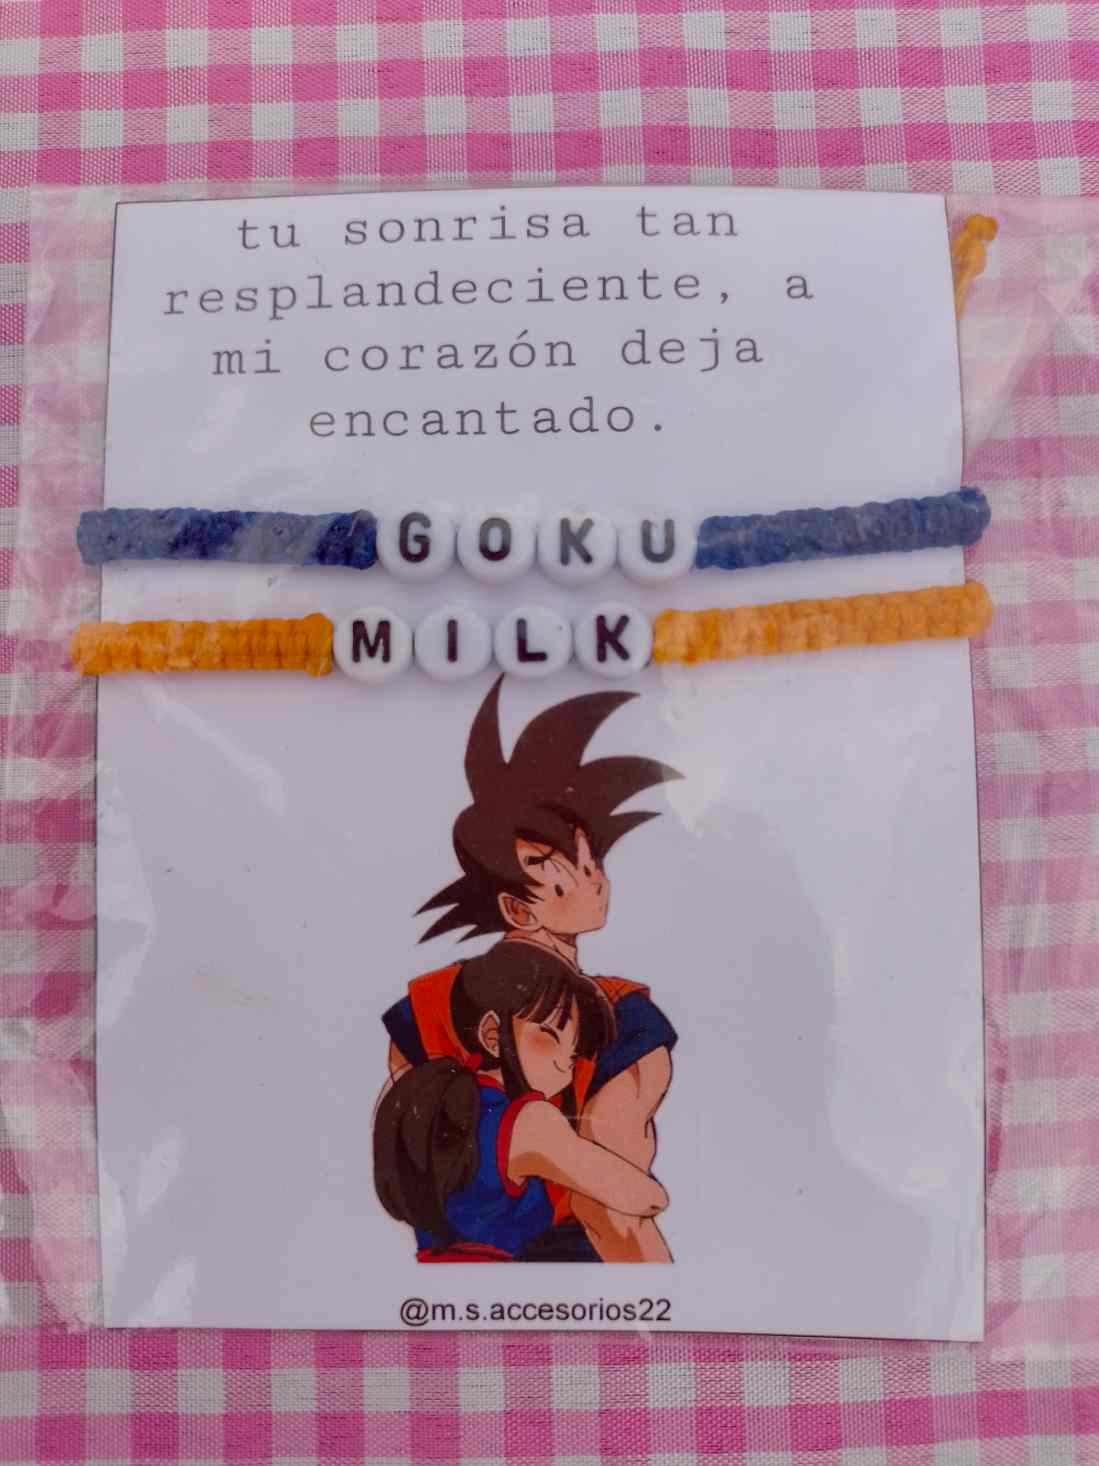 tu sonrisa tan
resplandeciente, a
mi corazón deja
encantado.
GOKU
MILK
@m.s.accesorios22